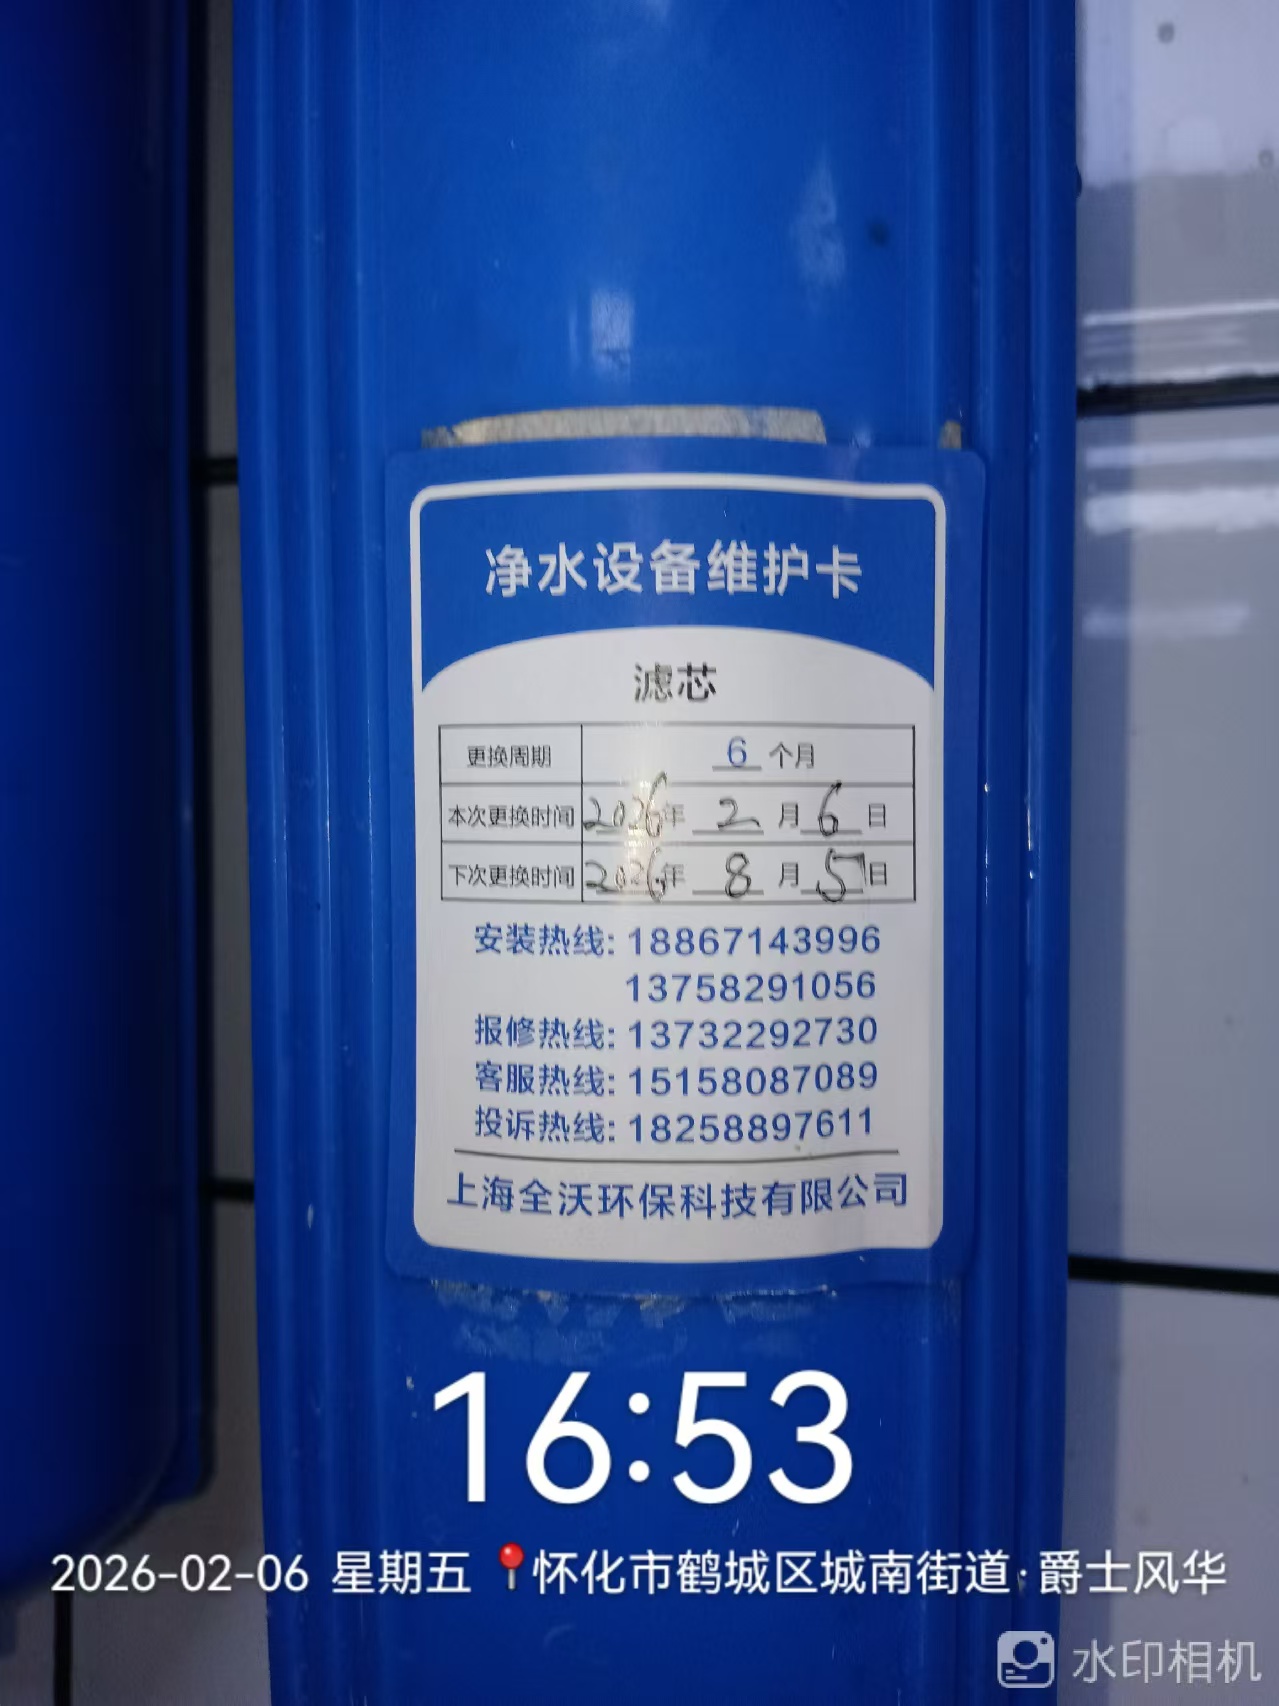 净水设备维护卡
滤芯
更换周期 6 个月
本次更换时间 2026年 2 月 6 日
下次更换时间 2026年 8 月 5 日
安装热线: 18867143996
13758291056
报修热线: 13732292730
客服热线: 15158087089
投诉热线: 18258897611
上海全沃环保科技有限公司
16:53
2026-02-06 星期五 怀化市鹤城区城南街道·爵士风华
水印相机